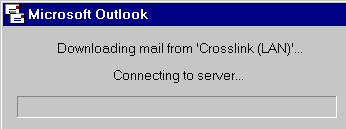 Microsoft Outlook
Downloading mail from 'Crosslink (LAN)'...
Connecting to server...